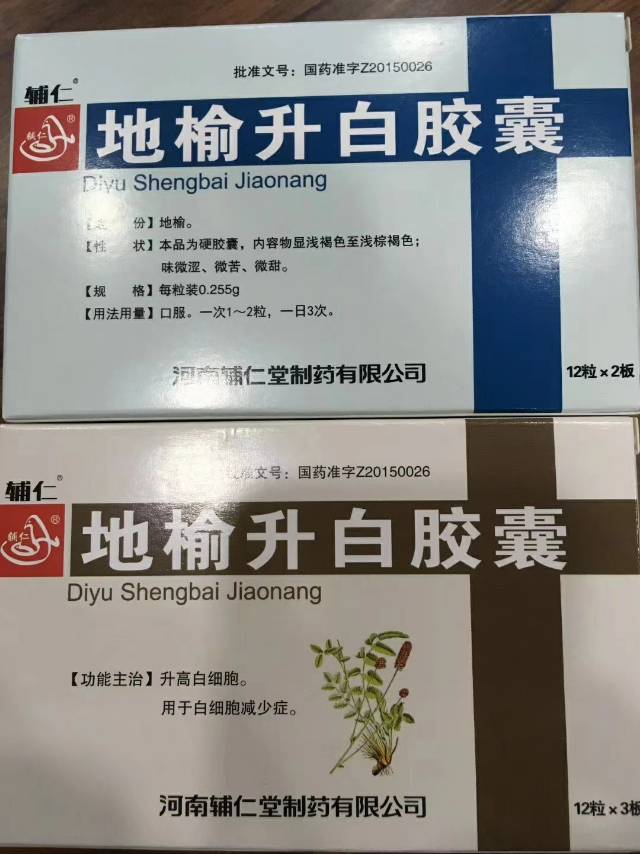 批准文号：国药准字Z20150026
辅仁®
辅仁®
地榆升白胶囊
Diyu Shengbai Jiaonang
份】地榆。
【性 状】本品为硬胶囊，内容物显浅褐色至浅棕褐色；
味微涩、微苦、微甜。
【规 格】每粒装0.255g
【用法用量】口服。一次1～2粒，一日3次。
河南辅仁堂制药有限公司
12粒×2板
批准文号：国药准字Z20150026
辅仁®
辅仁®
地榆升白胶囊
Diyu Shengbai Jiaonang
【功能主治】升高白细胞。
用于白细胞减少症。
河南辅仁堂制药有限公司
12粒×3板